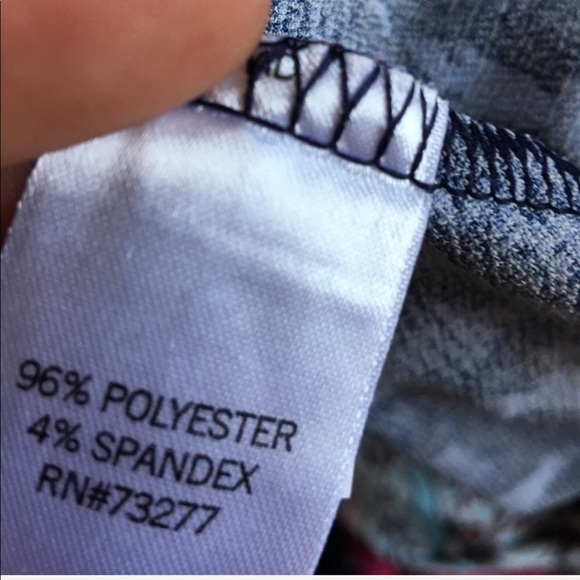 96% POLYESTER
4% SPANDEX
RN#73277